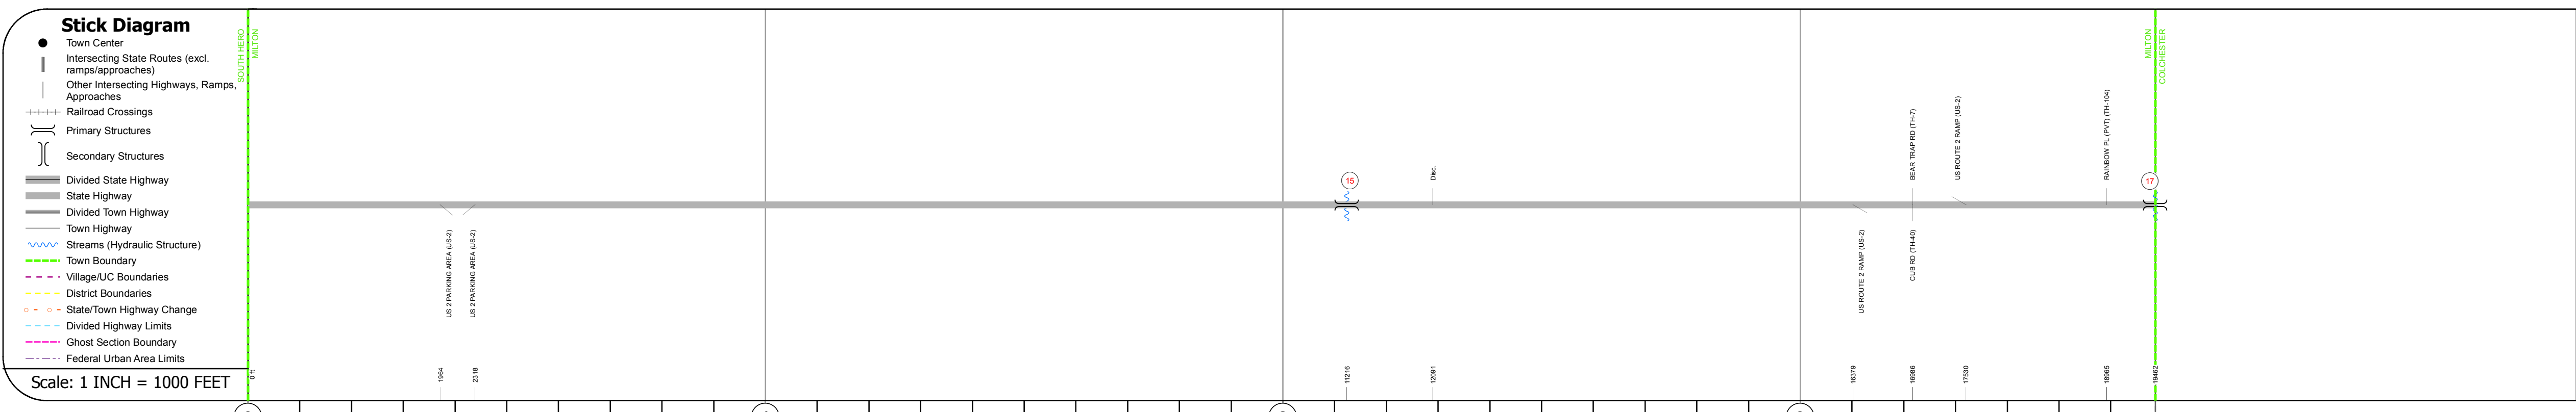 Stick Diagram
Town Center
Intersecting State Routes (excl.
ramps/approaches)
Other Intersecting Highways, Ramps,
Approaches
Railroad Crossings
Primary Structures
Secondary Structures
Divided State Highway
State Highway
Divided Town Highway
Town Highway
Streams (Hydraulic Structure)
Town Boundary
Village/UC Boundaries
District Boundaries
State/Town Highway Change
Divided Highway Limits
Ghost Section Boundary
Federal Urban Area Limits
Scale: 1 INCH = 1000 FEET
SOUTH HERO
MILTON
0 ft
US 2 PARKING AREA (US-2)
1964
US 2 PARKING AREA (US-2)
2318
15
11216
Disc.
12091
US ROUTE 2 RAMP (US-2)
16379
BEAR TRAP RD (TH-7)
CUB RD (TH-40)
16986
US ROUTE 2 RAMP (US-2)
17530
RAINBOW PL (PVT) (TH-104)
18965
MILTON
COLCHESTER
17
19462